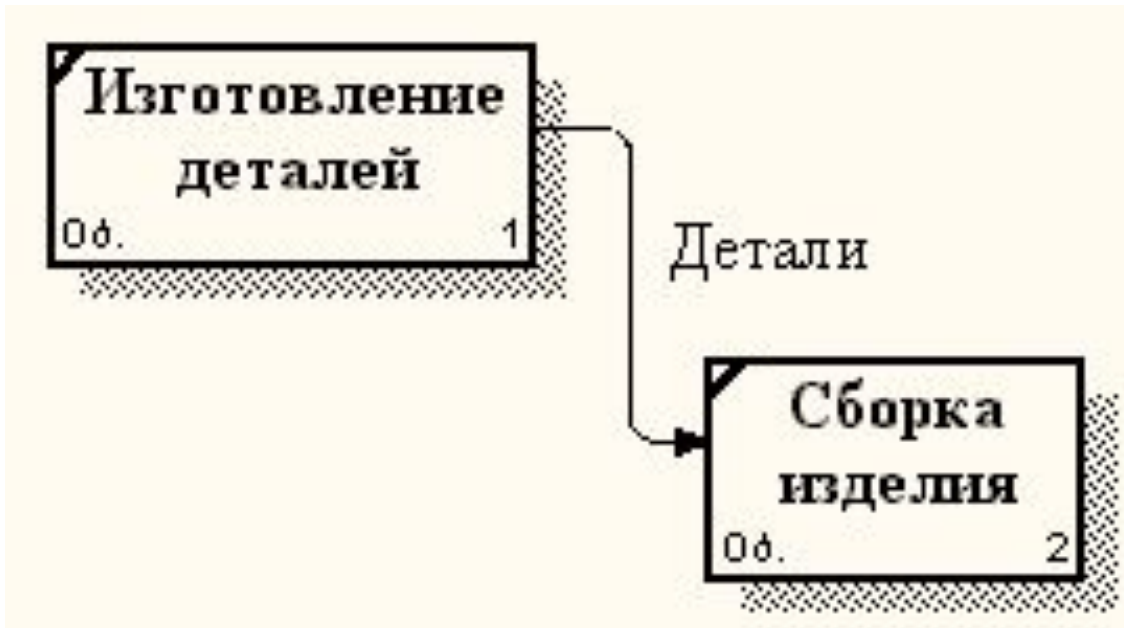 Изготовление
деталей
0д.
1
Детали
Сборка
изделия
0д.
2